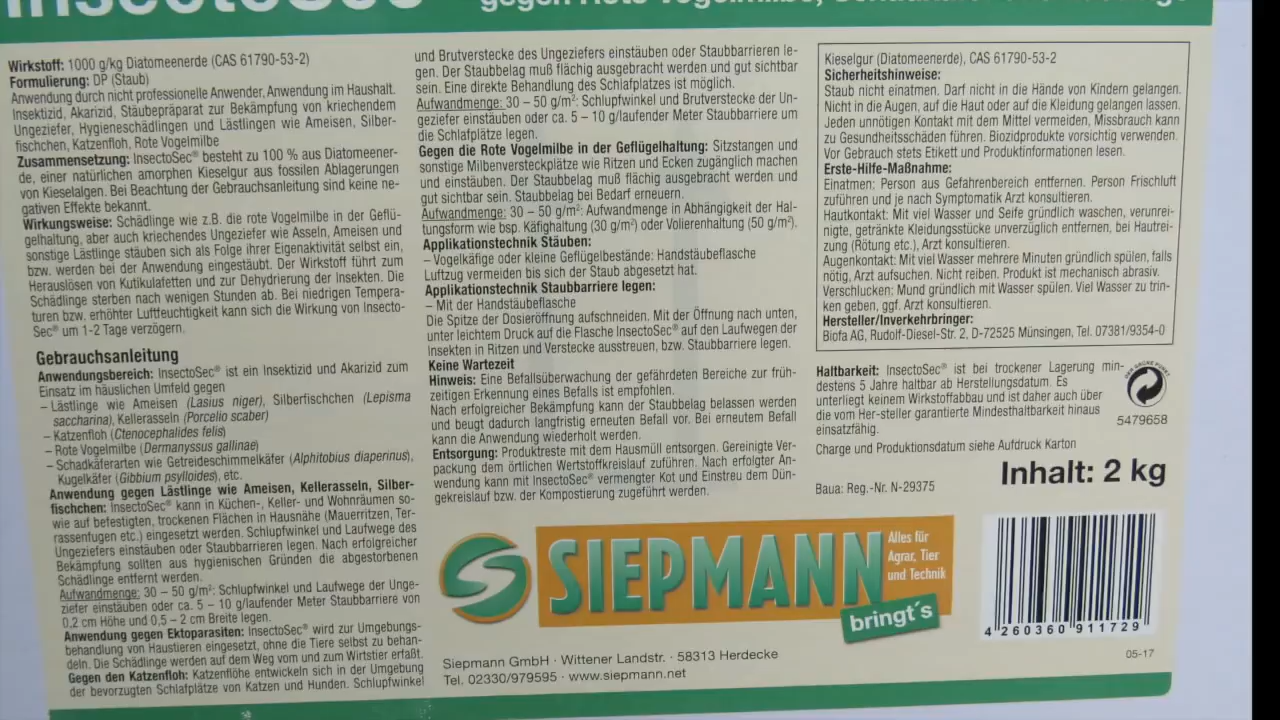 InsectoSec®
Wirkstoff: 1000 g/kg Diatomeenerde (CAS 61790-53-2)
Formulierung: DP (Staub)
Anwendung durch nicht professionelle Anwender, Anwendung im Haushalt.
Insektizid, Akarizid, Stäubepräparat zur Bekämpfung von kriechendem
Ungeziefer, Hygieneschädlingen und Lästlingen wie Ameisen, Silber-
fischchen, Katzenfloh, Rote Vogelmilbe
Zusammensetzung: InsectoSec® besteht zu 100 % aus Diatomeener-
de, einer natürlichen amorphen Kieselgur aus fossilen Ablagerungen
von Kieselalgen. Bei Beachtung der Gebrauchsanleitung sind keine ne-
gativen Effekte bekannt.
Wirkungsweise: Schädlinge wie z.B. die rote Vogelmilbe in der Geflü-
gelhaltung, aber auch kriechendes Ungeziefer wie Asseln, Ameisen und
sonstige Lästlinge stäuben sich als Folge ihrer Eigenaktivität selbst ein,
bzw. werden bei der Anwendung eingestäubt. Der Wirkstoff führt zum
Herauslösen von Kutikulafetten und zur Dehydrierung der Insekten. Die
Schädlinge sterben nach wenigen Stunden ab. Bei niedrigen Tempera-
turen bzw. erhöhter Luftfeuchtigkeit kann sich die Wirkung von Insecto-
Sec® um 1-2 Tage verzögern.
Gebrauchsanleitung
Anwendungsbereich: InsectoSec® ist ein Insektizid und Akarizid zum
Einsatz im häuslichen Umfeld gegen
– Lästlinge wie Ameisen (Lasius niger), Silberfischchen (Lepisma
saccharina), Kellerasseln (Porcelio scaber)
– Katzenfloh (Ctenocephalides felis)
– Rote Vogelmilbe (Dermanyssus gallinae)
– Schadkäferarten wie Getreideschimmelkäfer (Alphitobius diaperinus),
Kugelkäfer (Gibbium psylloides), etc.
Anwendung gegen Lästlinge wie Ameisen, Kellerasseln, Silber-
fischchen: InsectoSec® kann in Küchen-, Keller- und Wohnräumen so-
wie auf befestigten, trockenen Flächen in Hausnähe (Mauerritzen, Ter-
rassenfugen etc.) eingesetzt werden. Schlupfwinkel und Laufwege des
Ungeziefers einstäuben oder Staubbarrieren legen. Nach erfolgreicher
Bekämpfung sollten aus hygienischen Gründen die abgestorbenen
Schädlinge entfernt werden.
Aufwandmenge: 30 – 50 g/m²: Schlupfwinkel und Laufwege der Unge-
ziefer einstäuben oder ca. 5 – 10 g/laufender Meter Staubbarriere von
0,2 cm Höhe und 0,5 – 2 cm Breite legen.
Anwendung gegen Ektoparasiten: InsectoSec® wird zur Umgebungs-
behandlung von Haustieren eingesetzt, ohne die Tiere selbst zu behan-
deln. Die Schädlinge werden auf dem Weg vom und zum Wirtstier erfaßt.
Gegen den Katzenfloh: Katzenflöhe entwickeln sich in der Umgebung
der bevorzugten Schlafplätze von Katzen und Hunden. Schlupfwinkel
und Brutverstecke des Ungeziefers einstäuben oder Staubbarrieren le-
gen. Der Staubbelag muß flächig ausgebracht werden und gut sichtbar
sein. Eine direkte Behandlung des Schlafplatzes ist möglich.
Aufwandmenge: 30 – 50 g/m²: Schlupfwinkel und Brutverstecke der Un-
geziefer einstäuben oder ca. 5 – 10 g/laufender Meter Staubbarriere um
die Schlafplätze legen.
Gegen die Rote Vogelmilbe in der Geflügelhaltung: Sitzstangen und
sonstige Milbenversteckplätze wie Ritzen und Ecken zugänglich machen
und einstäuben. Der Staubbelag muß flächig ausgebracht werden und
gut sichtbar sein. Staubbelag bei Bedarf erneuern.
Aufwandmenge: 30 – 50 g/m²: Aufwandmenge in Abhängigkeit der Hal-
tungsform wie bsp. Käfighaltung (30 g/m²) oder Volierenhaltung (50 g/m²).
Applikationstechnik Stäuben:
– Vogelkäfige oder kleine Geflügelbestände: Handstäubeflasche
Luftzug vermeiden bis sich der Staub abgesetzt hat.
Applikationstechnik Staubbarriere legen:
– Mit der Handstäubeflasche
Die Spitze der Dosieröffnung aufschneiden. Mit der Öffnung nach unten,
unter leichtem Druck auf die Flasche InsectoSec® auf den Laufwegen der
Insekten in Ritzen und Verstecke ausstreuen, bzw. Staubbarriere legen.
Keine Wartezeit
Hinweis: Eine Befallsüberwachung der gefährdeten Bereiche zur früh-
zeitigen Erkennung eines Befalls ist empfohlen.
Nach erfolgreicher Bekämpfung kann der Staubbelag belassen werden
und beugt dadurch langfristig erneuten Befall vor. Bei erneutem Befall
kann die Anwendung wiederholt werden.
Entsorgung: Produktreste mit dem Hausmüll entsorgen. Gereinigte Ver-
packung dem örtlichen Wertstoffkreislauf zuführen. Nach erfolgter An-
wendung kann mit InsectoSec® vermengter Kot und Einstreu dem Dün-
gekreislauf bzw. der Kompostierung zugeführt werden.
Kieselgur (Diatomeenerde), CAS 61790-53-2
Sicherheitshinweise:
Staub nicht einatmen. Darf nicht in die Hände von Kindern gelangen.
Nicht in die Augen, auf die Haut oder auf die Kleidung gelangen lassen.
Jeden unnötigen Kontakt mit dem Mittel vermeiden, Missbrauch kann
zu Gesundheitsschäden führen. Biozidprodukte vorsichtig verwenden.
Vor Gebrauch stets Etikett und Produktinformationen lesen.
Erste-Hilfe-Maßnahme:
Einatmen: Person aus Gefahrenbereich entfernen. Person Frischluft
zuführen und je nach Symptomatik Arzt konsultieren.
Hautkontakt: Mit viel Wasser und Seife gründlich waschen, verunrei-
nigte, getränkte Kleidungsstücke unverzüglich entfernen, bei Hautrei-
zung (Rötung etc.), Arzt konsultieren.
Augenkontakt: Mit viel Wasser mehrere Minuten gründlich spülen, falls
nötig, Arzt aufsuchen. Nicht reiben. Produkt ist mechanisch abrasiv.
Verschlucken: Mund gründlich mit Wasser spülen. Viel Wasser zu trin-
ken geben, ggf. Arzt konsultieren.
Hersteller/Inverkehrbringer:
Biofa AG, Rudolf-Diesel-Str. 2, D-72525 Münsingen, Tel. 07381/9354-0
Haltbarkeit: InsectoSec® ist bei trockener Lagerung min-
destens 5 Jahre haltbar ab Herstellungsdatum. Es
unterliegt keinem Wirkstoffabbau und ist daher auch über
die vom Her-steller garantierte Mindesthaltbarkeit hinaus
einsatzfähig.
5479658
Charge und Produktionsdatum siehe Aufdruck Karton
Inhalt: 2 kg
Baua: Reg.-Nr. N-29375
SIEPMANN
Alles für
Agrar, Tier
und Technik
bringt´s
4 260360 911729
05-17
Siepmann GmbH · Wittener Landstr. · 58313 Herdecke
Tel. 02330/979595 · www.siepmann.net